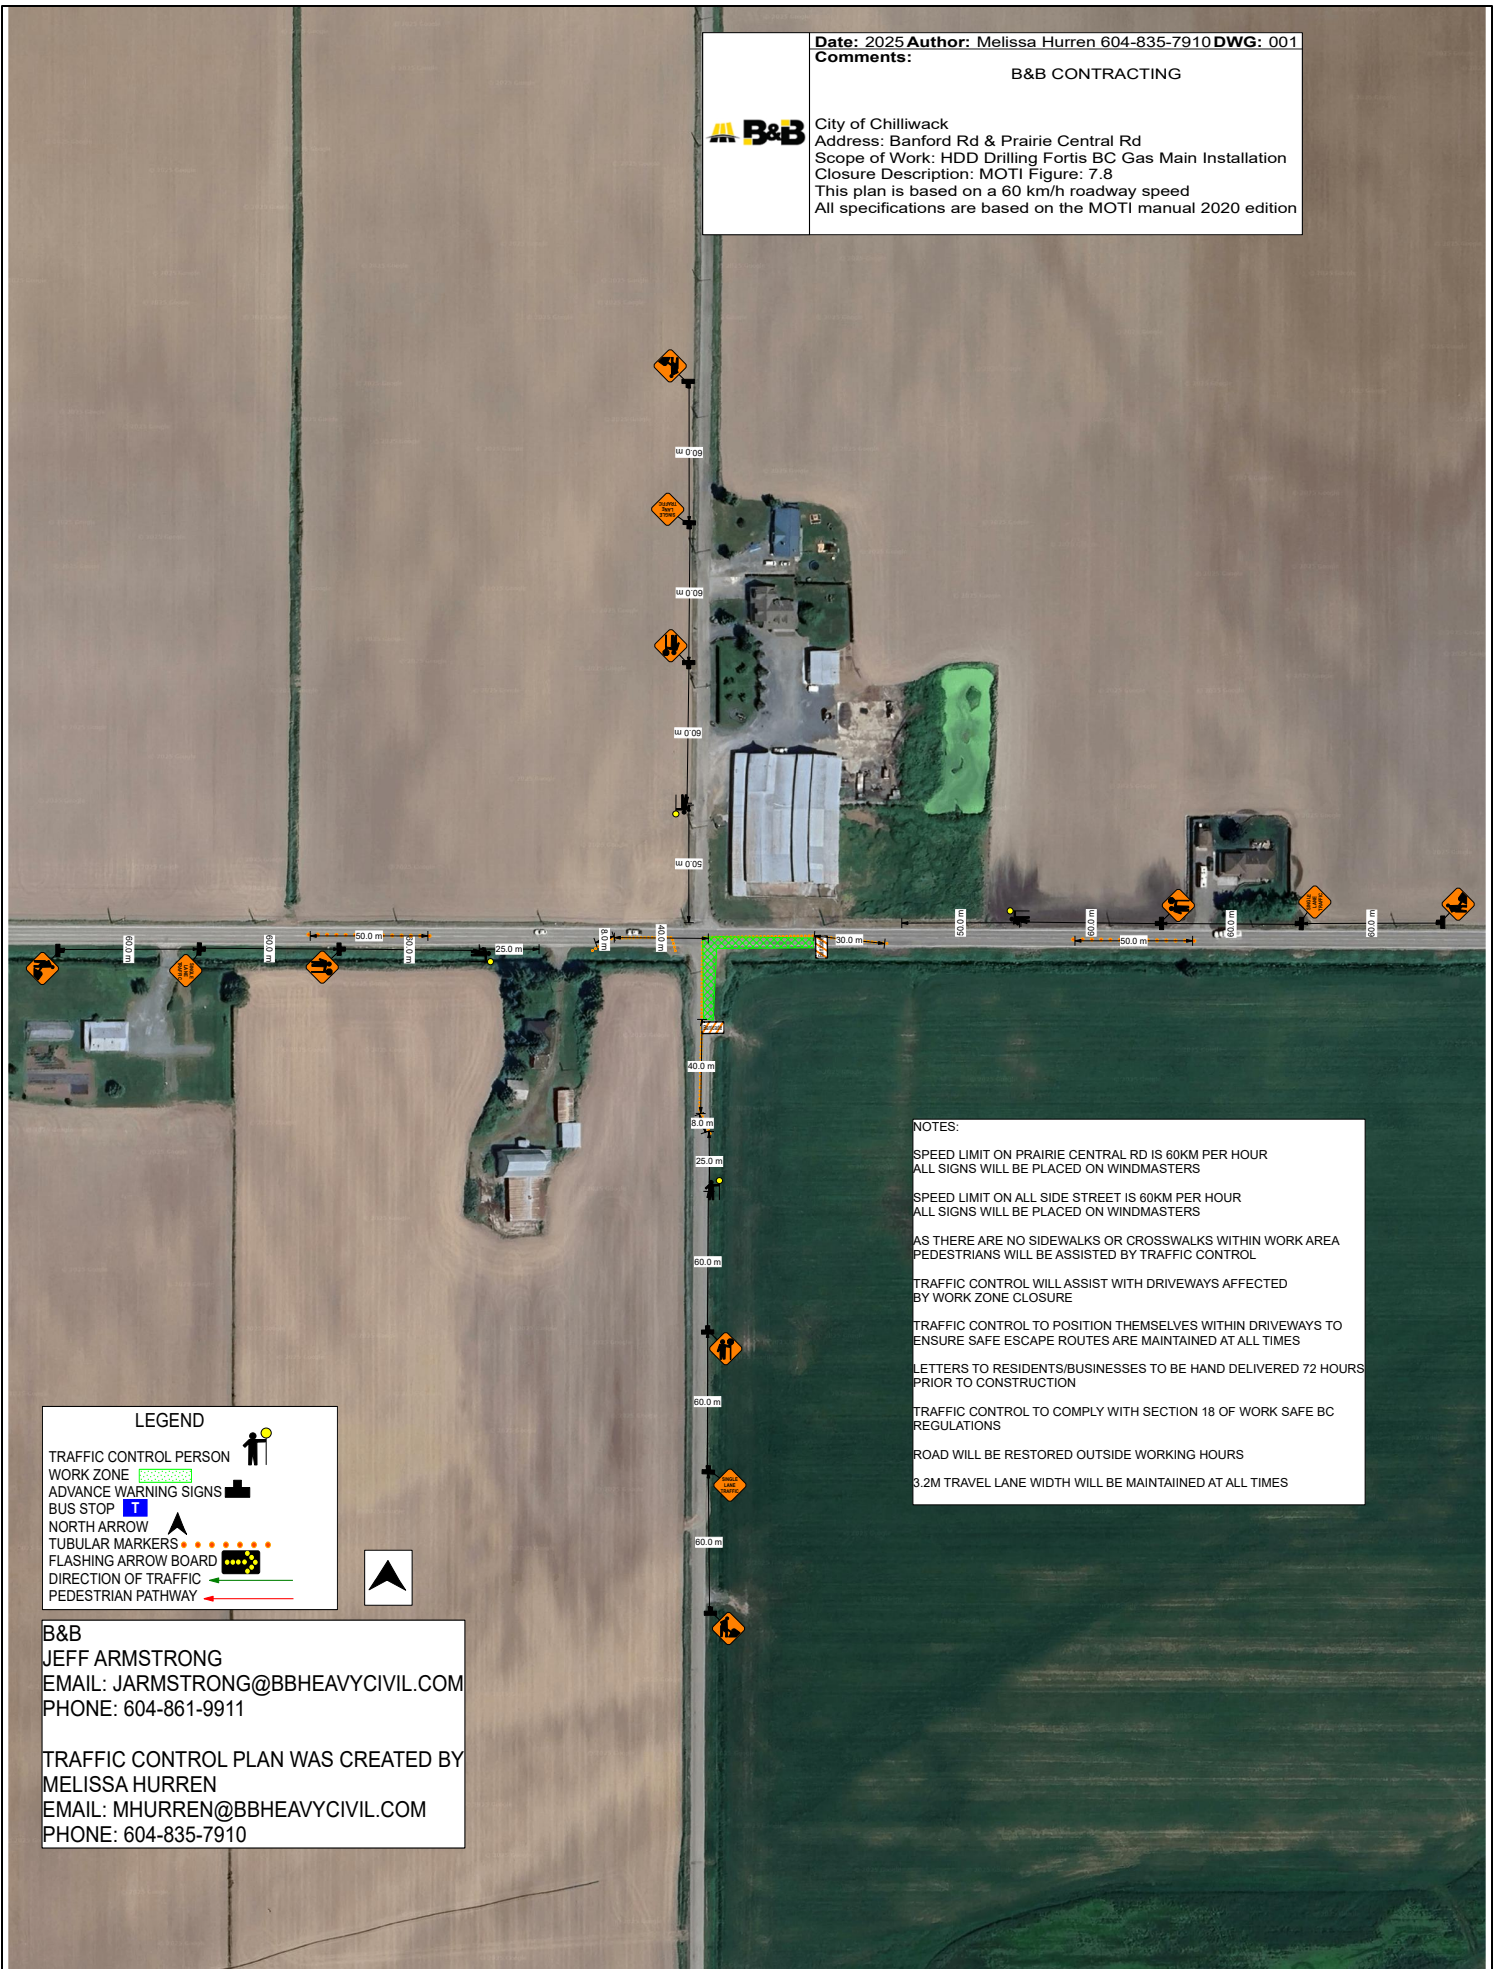 Date: 2025 Author: Melissa Hurren 604-835-7910 DWG: 001
Comments:
B&B CONTRACTING
B&B
City of Chilliwack
Address: Banford Rd & Prairie Central Rd
Scope of Work: HDD Drilling Fortis BC Gas Main Installation
Closure Description: MOTI Figure: 7.8
This plan is based on a 60 km/h roadway speed
All specifications are based on the MOTI manual 2020 edition
60.0 m
SINGLE
LANE
TRAFFIC
60.0 m
60.0 m
50.0 m
60.0 m
60.0 m
50.0 m
50.0 m
25.0 m
8.0 m
40.0 m
30.0 m
50.0 m
60.0 m
50.0 m
60.0 m
60.0 m
SINGLE
LANE
TRAFFIC
SINGLE
LANE
TRAFFIC
40.0 m
8.0 m
25.0 m
60.0 m
60.0 m
SINGLE
LANE
TRAFFIC
60.0 m
NOTES:
SPEED LIMIT ON PRAIRIE CENTRAL RD IS 60KM PER HOUR
ALL SIGNS WILL BE PLACED ON WINDMASTERS
SPEED LIMIT ON ALL SIDE STREET IS 60KM PER HOUR
ALL SIGNS WILL BE PLACED ON WINDMASTERS
AS THERE ARE NO SIDEWALKS OR CROSSWALKS WITHIN WORK AREA
PEDESTRIANS WILL BE ASSISTED BY TRAFFIC CONTROL
TRAFFIC CONTROL WILL ASSIST WITH DRIVEWAYS AFFECTED
BY WORK ZONE CLOSURE
TRAFFIC CONTROL TO POSITION THEMSELVES WITHIN DRIVEWAYS TO
ENSURE SAFE ESCAPE ROUTES ARE MAINTAINED AT ALL TIMES
LETTERS TO RESIDENTS/BUSINESSES TO BE HAND DELIVERED 72 HOURS
PRIOR TO CONSTRUCTION
TRAFFIC CONTROL TO COMPLY WITH SECTION 18 OF WORK SAFE BC
REGULATIONS
ROAD WILL BE RESTORED OUTSIDE WORKING HOURS
3.2M TRAVEL LANE WIDTH WILL BE MAINTAIINED AT ALL TIMES
LEGEND
TRAFFIC CONTROL PERSON
WORK ZONE
ADVANCE WARNING SIGNS
BUS STOP T
NORTH ARROW
TUBULAR MARKERS
FLASHING ARROW BOARD
DIRECTION OF TRAFFIC
PEDESTRIAN PATHWAY
B&B
JEFF ARMSTRONG
EMAIL: JARMSTRONG@BBHEAVYCIVIL.COM
PHONE: 604-861-9911
TRAFFIC CONTROL PLAN WAS CREATED BY
MELISSA HURREN
EMAIL: MHURREN@BBHEAVYCIVIL.COM
PHONE: 604-835-7910